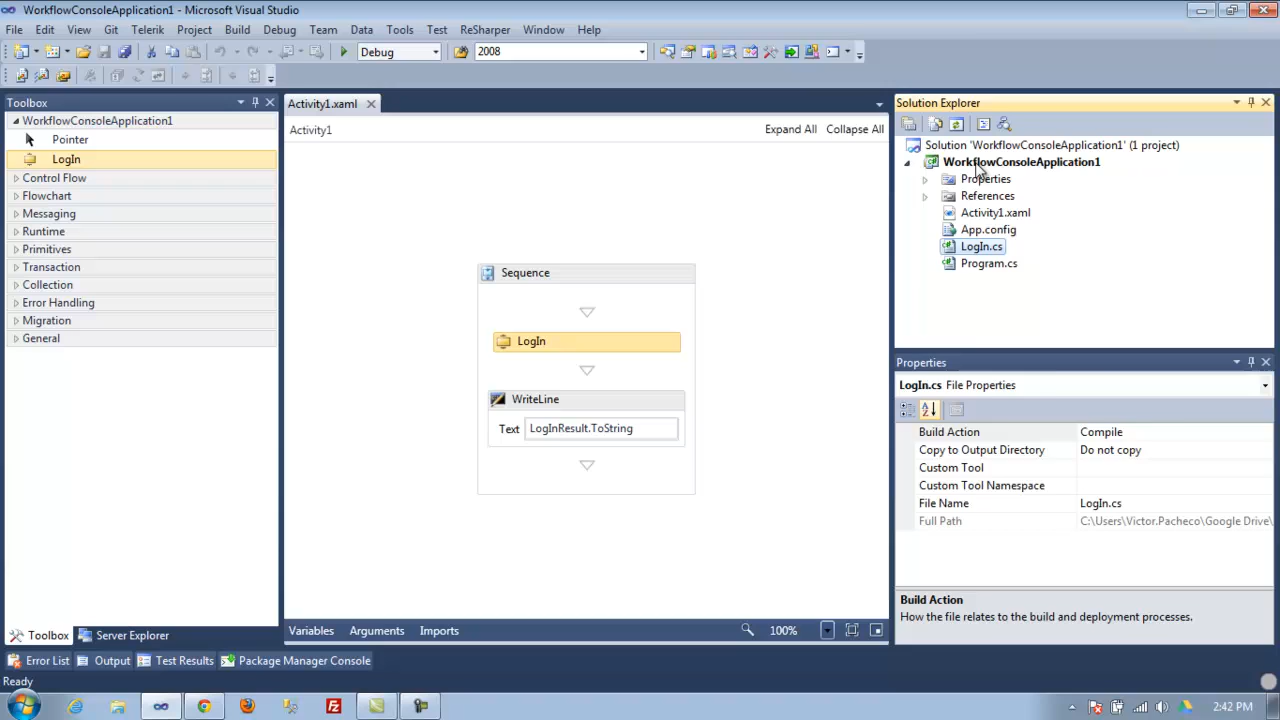 WorkflowConsoleApplication1 - Microsoft Visual Studio
File Edit View Git Telerik Project Build Debug Team Data Tools Test ReSharper Window Help
Debug 2008
Toolbox
WorkflowConsoleApplication1
Pointer
LogIn
Control Flow
Flowchart
Messaging
Runtime
Primitives
Transaction
Collection
Error Handling
Migration
General
Toolbox Server Explorer
Activity1.xaml
Activity1 Expand All Collapse All
Sequence
LogIn
WriteLine
Text LogInResult.ToString
Variables Arguments Imports 100%
Solution Explorer
Solution 'WorkflowConsoleApplication1' (1 project)
WorkflowConsoleApplication1
Properties
References
Activity1.xaml
App.config
LogIn.cs
Program.cs
Properties
LogIn.cs File Properties
Build Action Compile
Copy to Output Directory Do not copy
Custom Tool
Custom Tool Namespace
File Name LogIn.cs
Full Path C:\Users\Victor.Pacheco\Google Drive\
Build Action
How the file relates to the build and deployment processes.
Error List Output Test Results Package Manager Console
Ready
2:42 PM